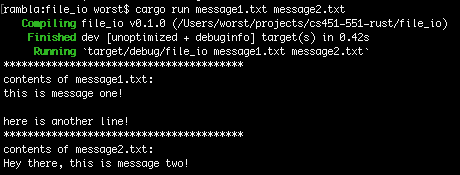 [rambla:file_io worst$ cargo run message1.txt message2.txt
   Compiling file_io v0.1.0 (/Users/worst/projects/cs451-551-rust/file_io)
    Finished dev [unoptimized + debuginfo] target(s) in 0.42s
     Running `target/debug/file_io message1.txt message2.txt`
****************************************
contents of message1.txt:
this is message one!

here is another line!
****************************************
contents of message2.txt:
Hey there, this is message two!